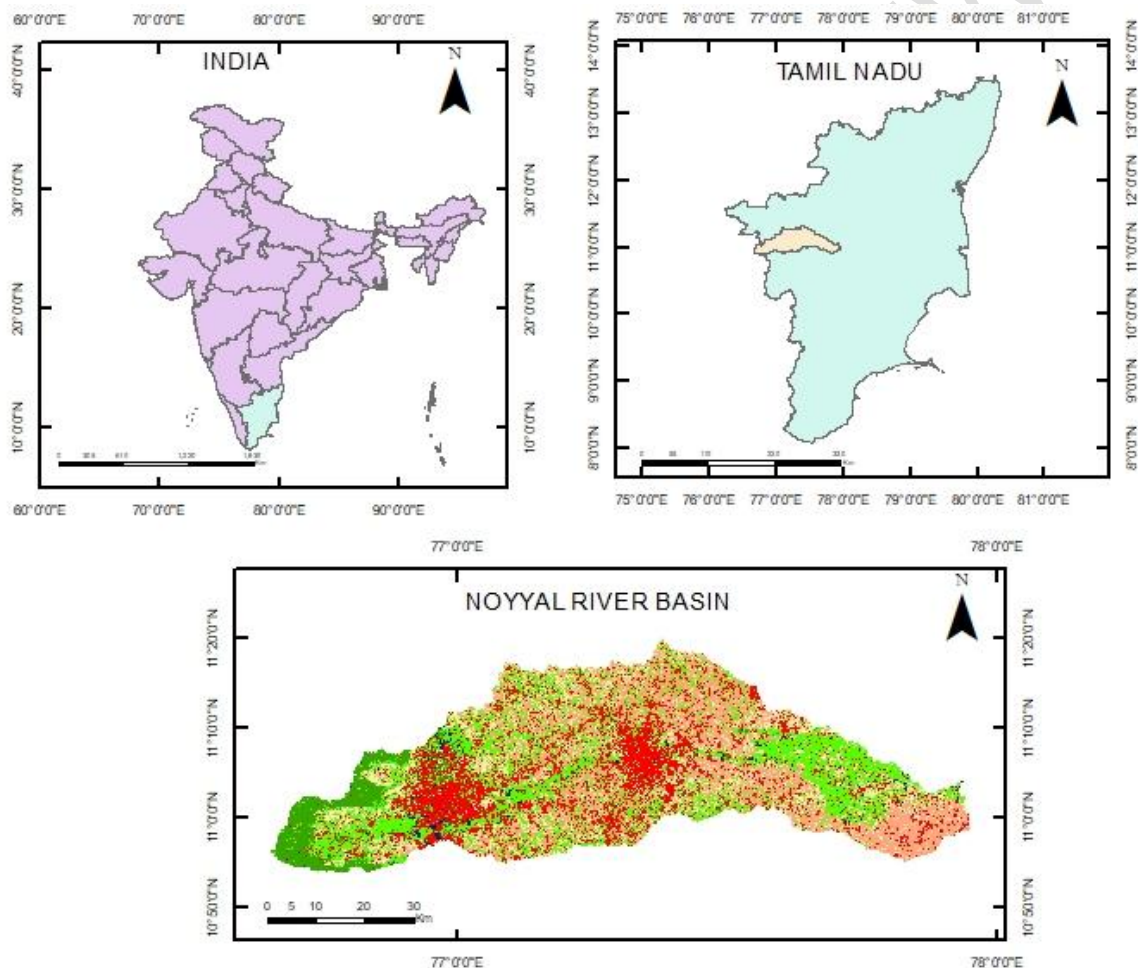 60°0'0"E 70°0'0"E 80°0'0"E 90°0'0"E
INDIA
N
40°0'0"N
30°0'0"N
20°0'0"N
10°0'0"N
40°0'0"N
30°0'0"N
20°0'0"N
10°0'0"N
0
Km
60°0'0"E 70°0'0"E 80°0'0"E 90°0'0"E
75°0'0"E 76°0'0"E 77°0'0"E 78°0'0"E 79°0'0"E 80°0'0"E 81°0'0"E
TAMIL NADU
N
14°0'0"N
13°0'0"N
12°0'0"N
11°0'0"N
10°0'0"N
9°0'0"N
8°0'0"N
14°0'0"N
13°0'0"N
12°0'0"N
11°0'0"N
10°0'0"N
9°0'0"N
8°0'0"N
0
Km
75°0'0"E 76°0'0"E 77°0'0"E 78°0'0"E 79°0'0"E 80°0'0"E 81°0'0"E
77°0'0"E 78°0'0"E
NOYYAL RIVER BASIN
N
11°20'0"N
11°10'0"N
11°0'0"N
10°50'0"N
11°20'0"N
11°10'0"N
11°0'0"N
10°50'0"N
0 5 10 20 30
Km
77°0'0"E 78°0'0"E